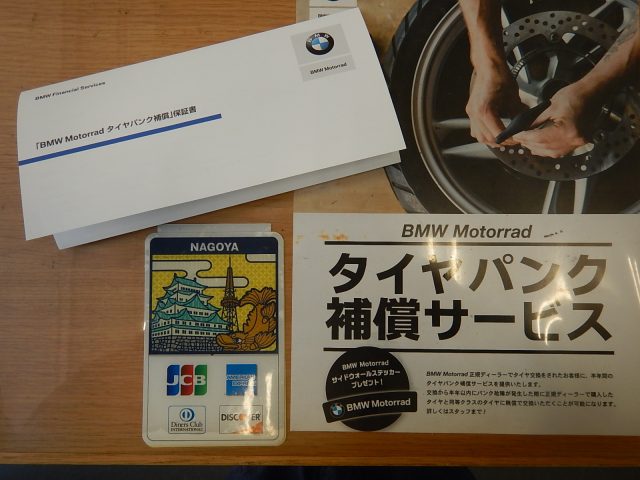 BMW Financial Services
BMW Motorrad
「BMW Motorrad タイヤパンク補償」保証書
NAGOYA
JCB
AMERICAN EXPRESS
Diners Club
INTERNATIONAL
DISCOVER
BMW Motorrad
タイヤパンク
補償サービス
BMW Motorrad
サイドウオールステッカー
プレゼント!
BMW Motorrad
BMW Motorrad 正規ディーラーでタイヤ交換をされたお客様に、半年間の
タイヤパンク補償サービスを提供いたします。
交換から半年以内にパンク故障が発生した際に正規ディーラーで購入した
タイヤと同等クラスのタイヤに無償で交換いただくことが可能になります。
詳しくはスタッフまで!